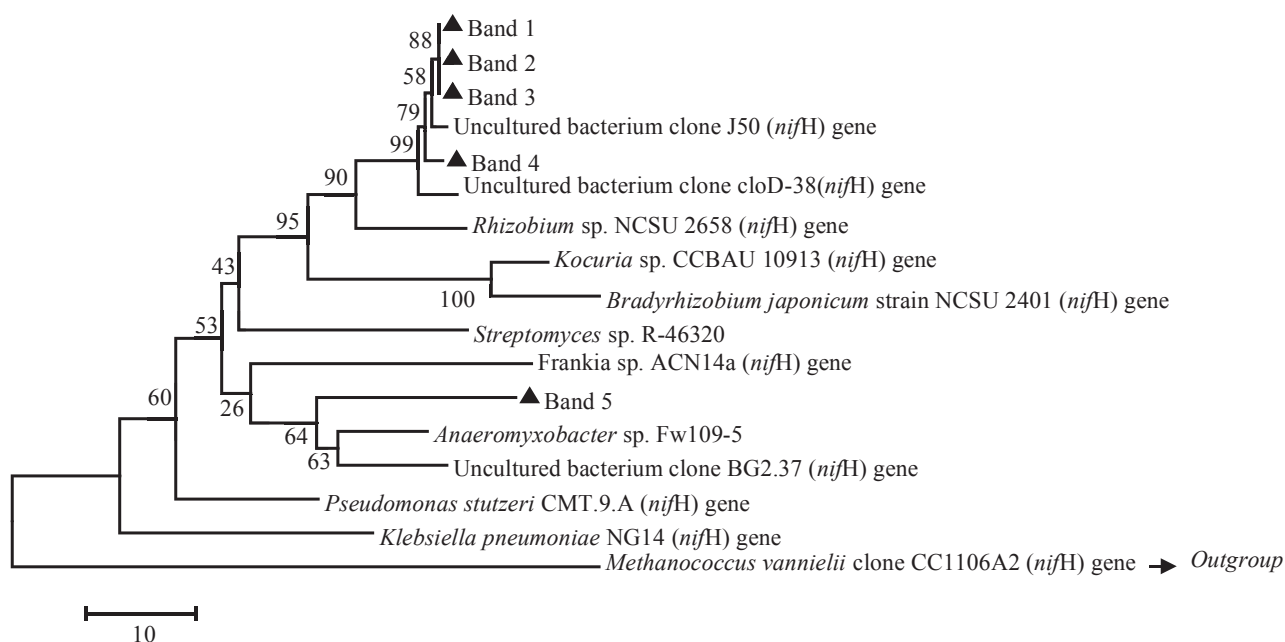 88
Band 1
Band 2
58
Band 3
79
Uncultured bacterium clone J50 (nifH) gene
99
Band 4
90
Uncultured bacterium clone cloD-38(nifH) gene
95
Rhizobium sp. NCSU 2658 (nifH) gene
43
Kocuria sp. CCBAU 10913 (nifH) gene
100
Bradyrhizobium japonicum strain NCSU 2401 (nifH) gene
53
Streptomyces sp. R-46320
Frankia sp. ACN14a (nifH) gene
60
26
Band 5
64
Anaeromyxobacter sp. Fw109-5
63
Uncultured bacterium clone BG2.37 (nifH) gene
Pseudomonas stutzeri CMT.9.A (nifH) gene
Klebsiella pneumoniae NG14 (nifH) gene
Methanococcus vannielii clone CC1106A2 (nifH) gene Outgroup
10